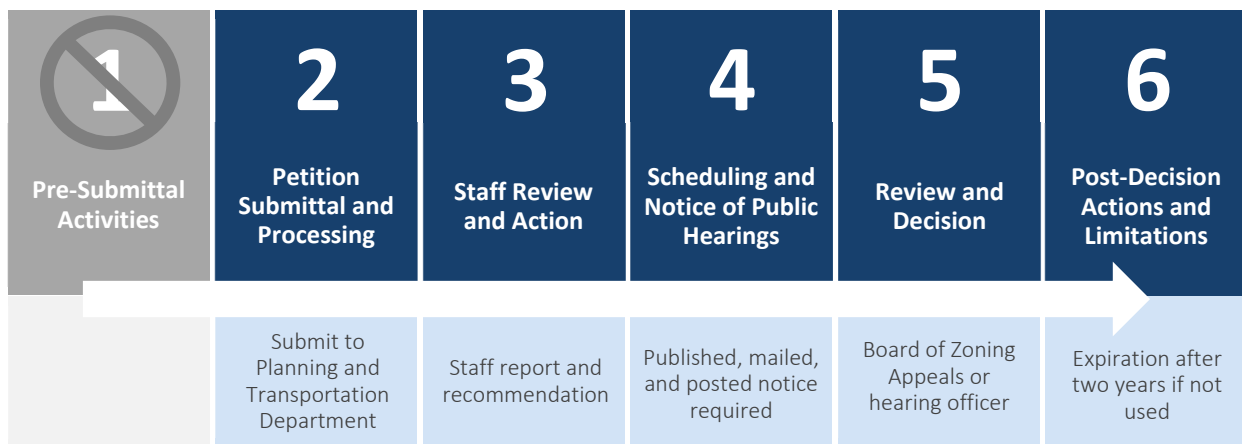 1
Pre-Submittal
Activities
2
Petition
Submittal and
Processing
Submit to
Planning and
Transportation
Department
3
Staff Review
and Action
Staff report and
recommendation
4
Scheduling and
Notice of Public
Hearings
Published, mailed,
and posted notice
required
5
Review and
Decision
Board of Zoning
Appeals or
hearing officer
6
Post-Decision
Actions and
Limitations
Expiration after
two years if not
used